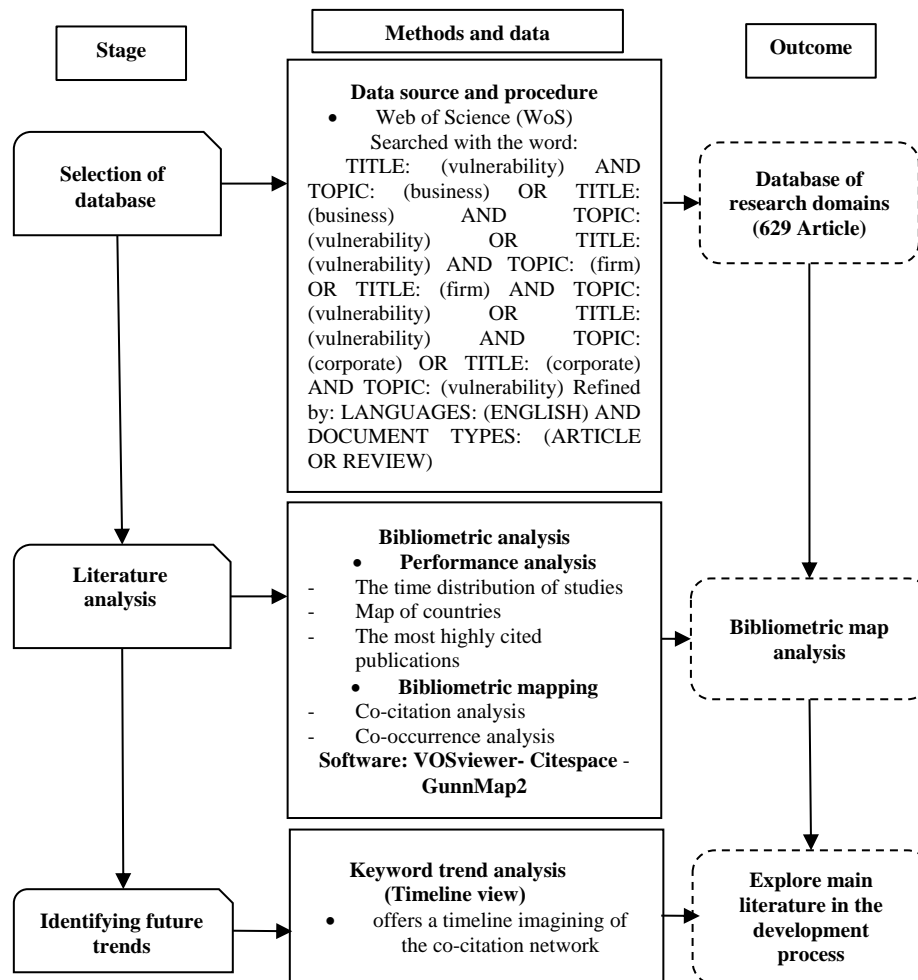 Stage
Methods and data
Outcome
Selection of
database
Data source and procedure
• Web of Science (WoS)
Searched with the word:
TITLE: (vulnerability) AND
TOPIC: (business) OR TITLE:
(business) AND TOPIC:
(vulnerability) OR TITLE:
(vulnerability) AND TOPIC: (firm)
OR TITLE: (firm) AND TOPIC:
(vulnerability) OR TITLE:
(vulnerability) AND TOPIC:
(corporate) OR TITLE: (corporate)
AND TOPIC: (vulnerability) Refined
by: LANGUAGES: (ENGLISH) AND
DOCUMENT TYPES: (ARTICLE
OR REVIEW)
Database of
research domains
(629 Article)
Literature
analysis
Bibliometric analysis
• Performance analysis
- The time distribution of studies
- Map of countries
- The most highly cited
publications
• Bibliometric mapping
- Co-citation analysis
- Co-occurrence analysis
Software: VOSviewer- Citespace -
GunnMap2
Bibliometric map
analysis
Identifying future
trends
Keyword trend analysis
(Timeline view)
• offers a timeline imagining of
the co-citation network
Explore main
literature in the
development
process